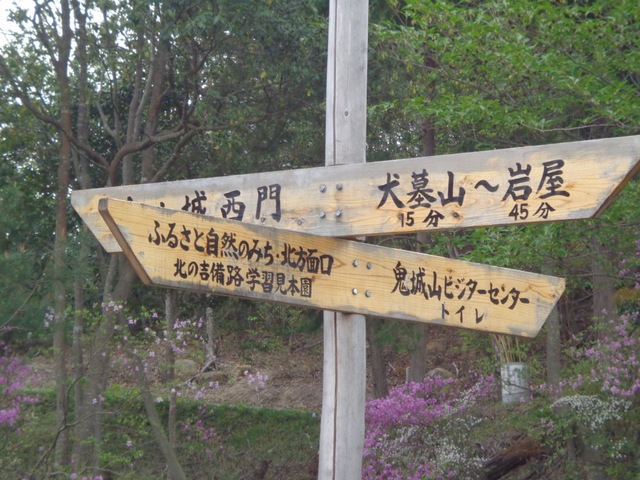 城西門
犬墓山～岩屋
15分 45分
ふるさと自然のみち・北方面口
北の吉備路学習見本園
鬼城山ビジターセンター
トイレ